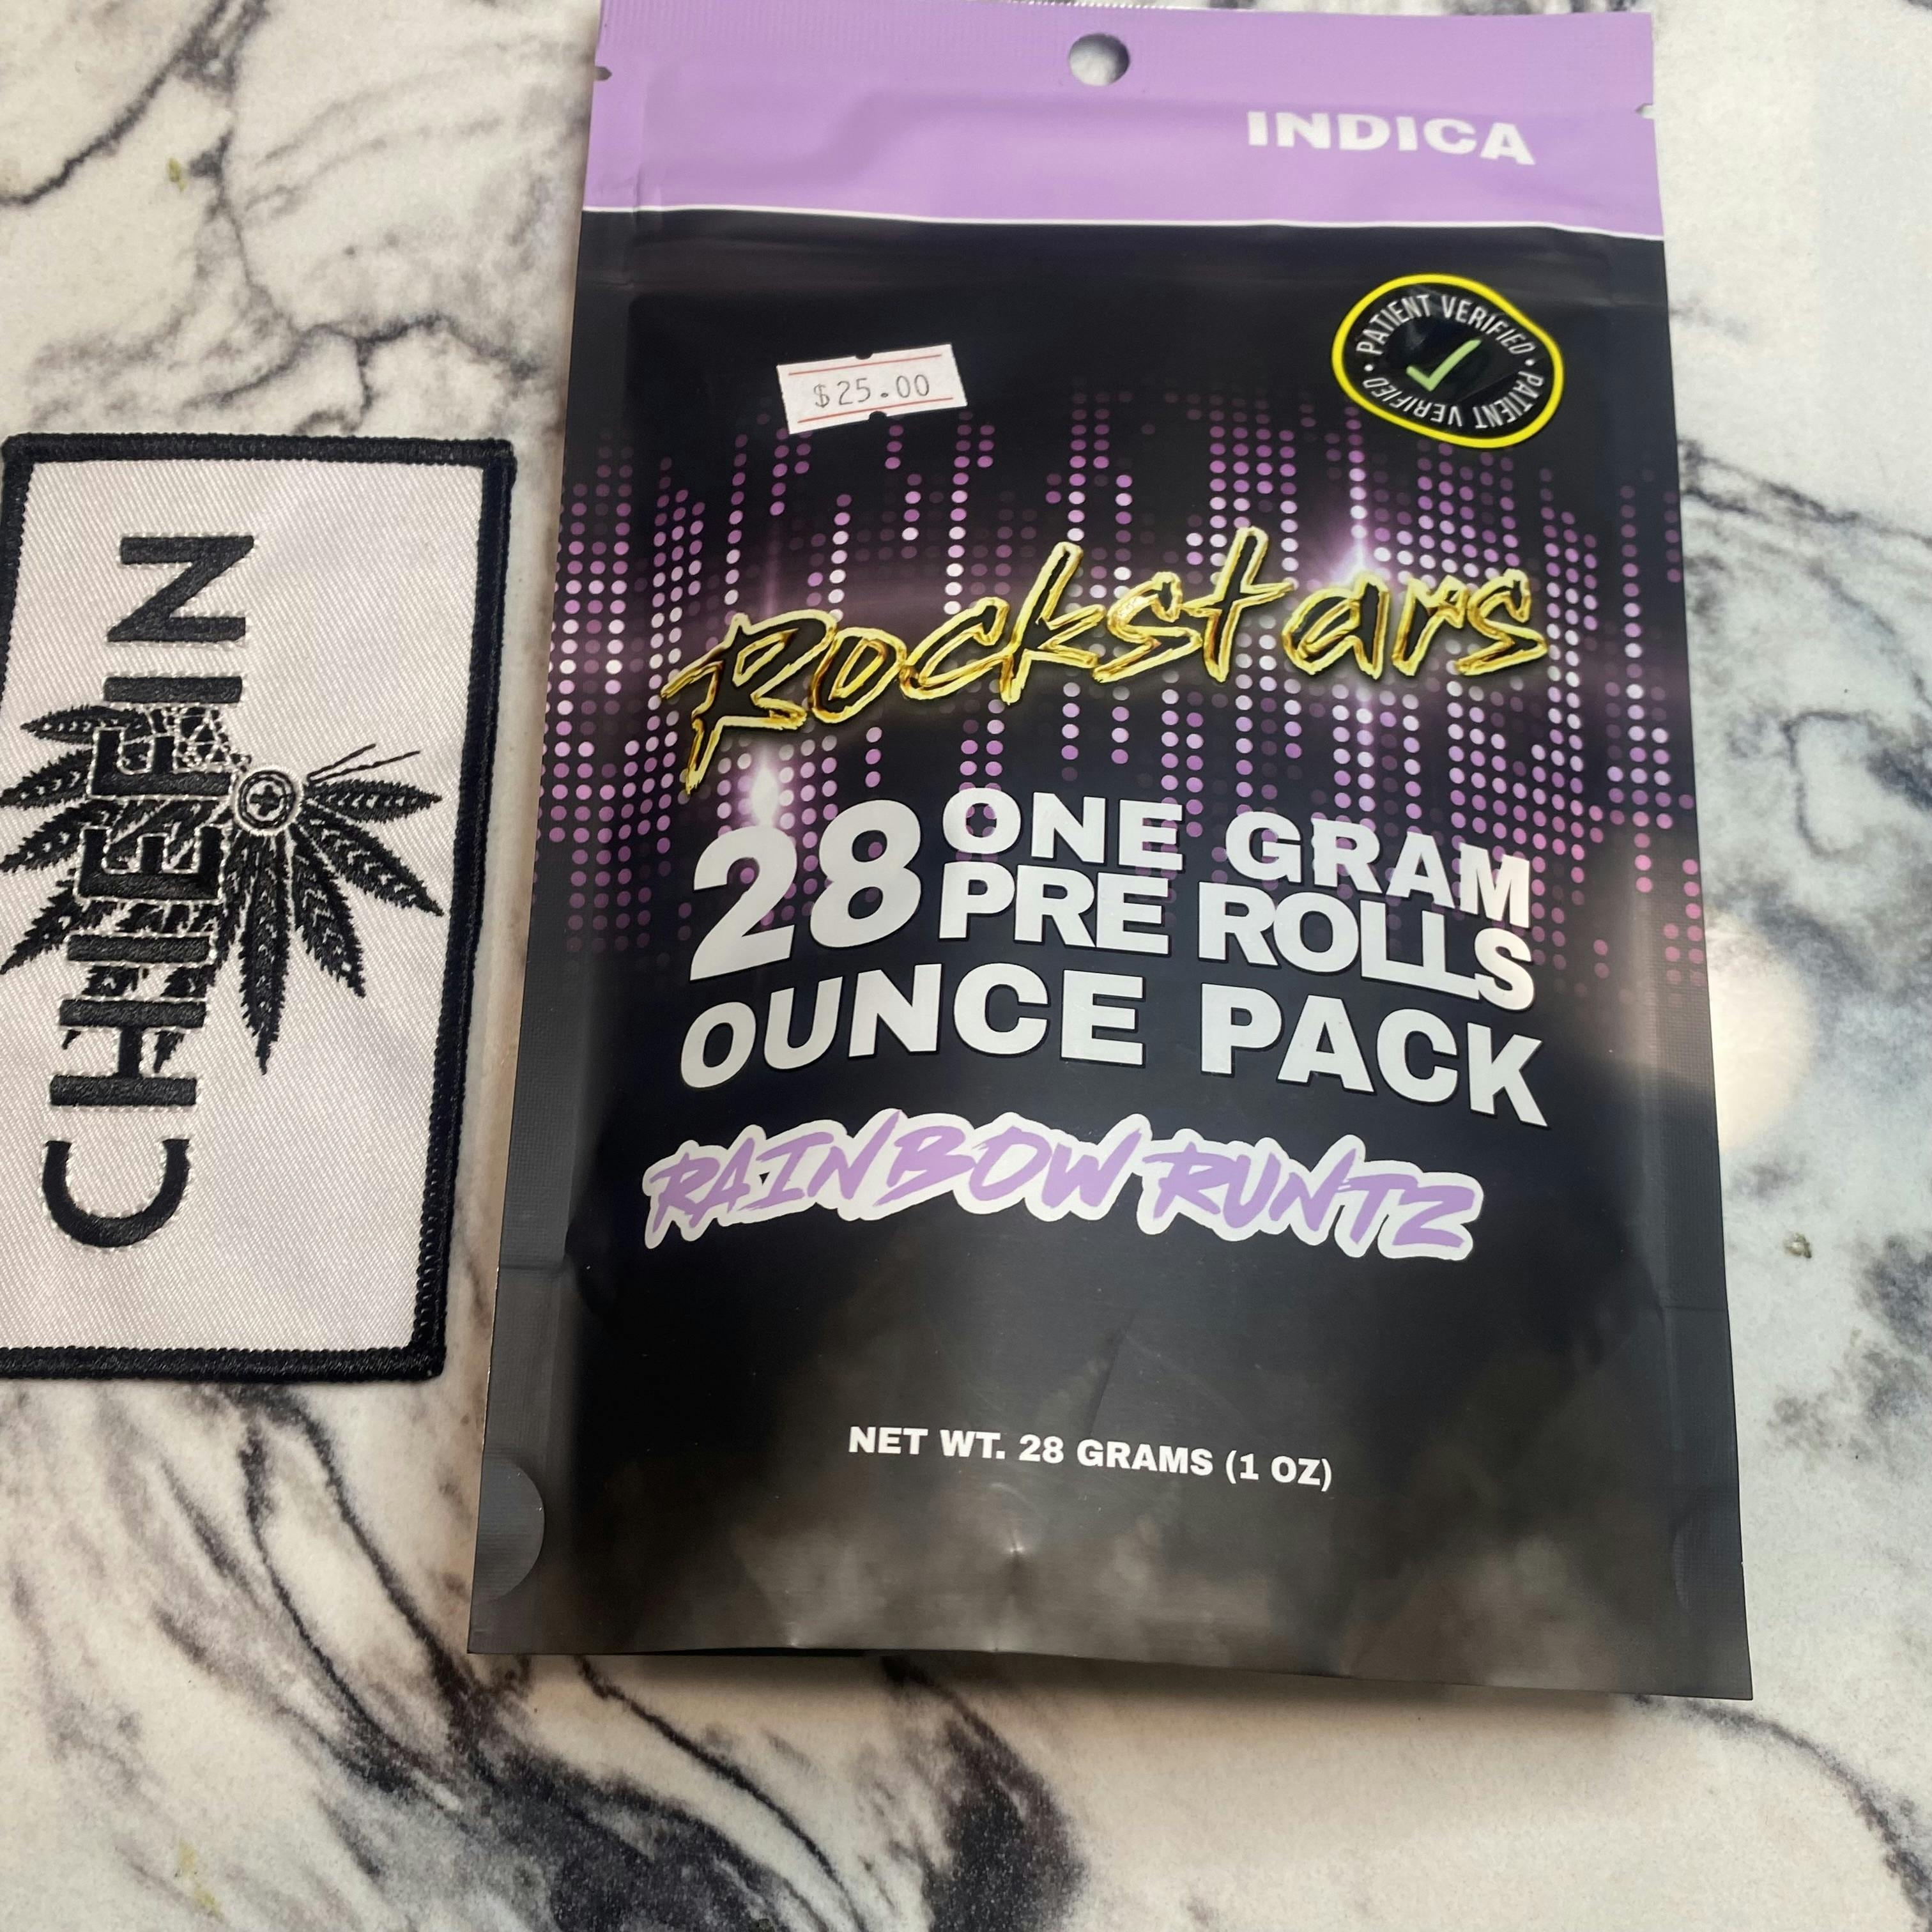 INDICA
PATIENT VERIFIED • PATIENT VERIFIED •
$25.00
Rockstars
28 ONE GRAM
PRE ROLLS
OUNCE PACK
RAINBOW RUNTZ
NET WT. 28 GRAMS (1 OZ)
CHIEFIN